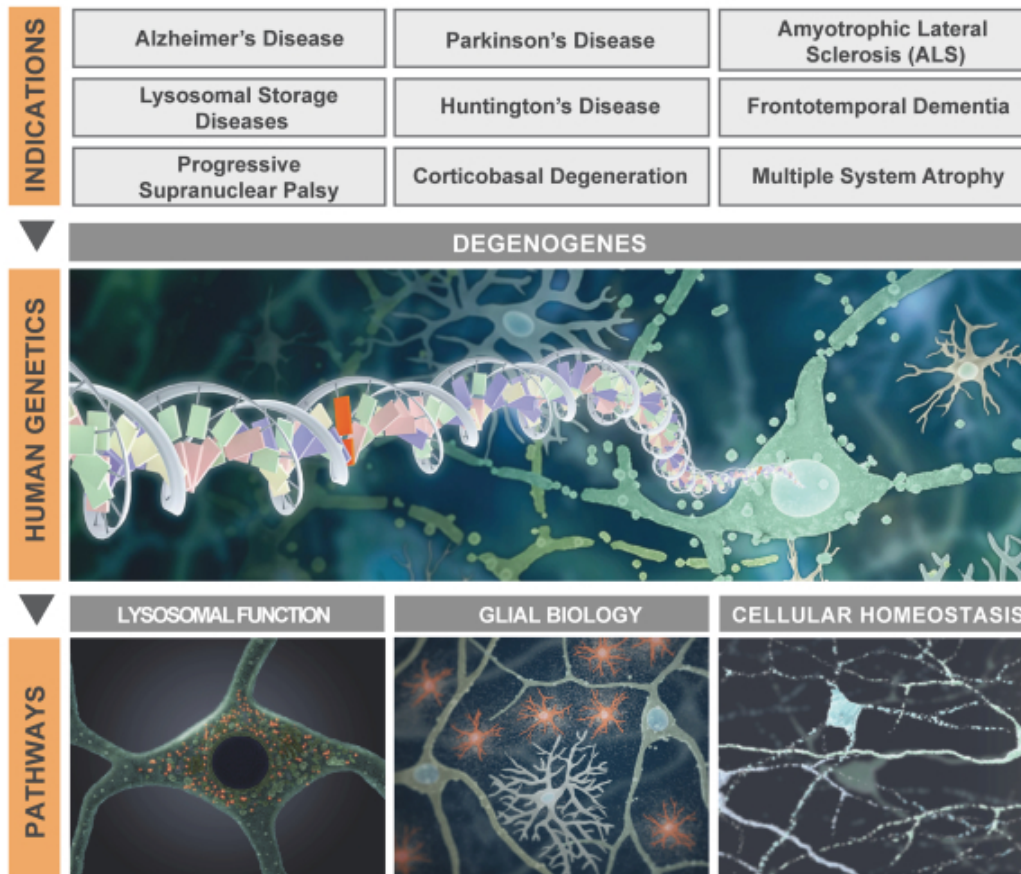 INDICATIONS
Alzheimer's Disease
Parkinson's Disease
Amyotrophic Lateral
Sclerosis (ALS)
Lysosomal Storage
Diseases
Huntington's Disease
Frontotemporal Dementia
Progressive
Supranuclear Palsy
Corticobasal Degeneration
Multiple System Atrophy
DEGENOGENES
HUMAN GENETICS
LYSOSOMAL FUNCTION
GLIAL BIOLOGY
CELLULAR HOMEOSTASIS
PATHWAYS